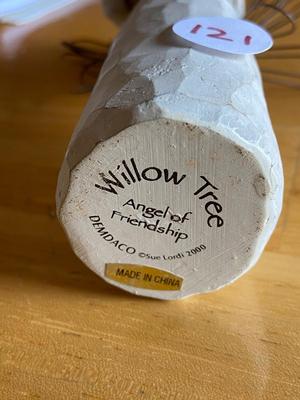 121
Willow Tree
Angel of
Friendship
DEMDACO ©Sue Lordi 2000
MADE IN CHINA